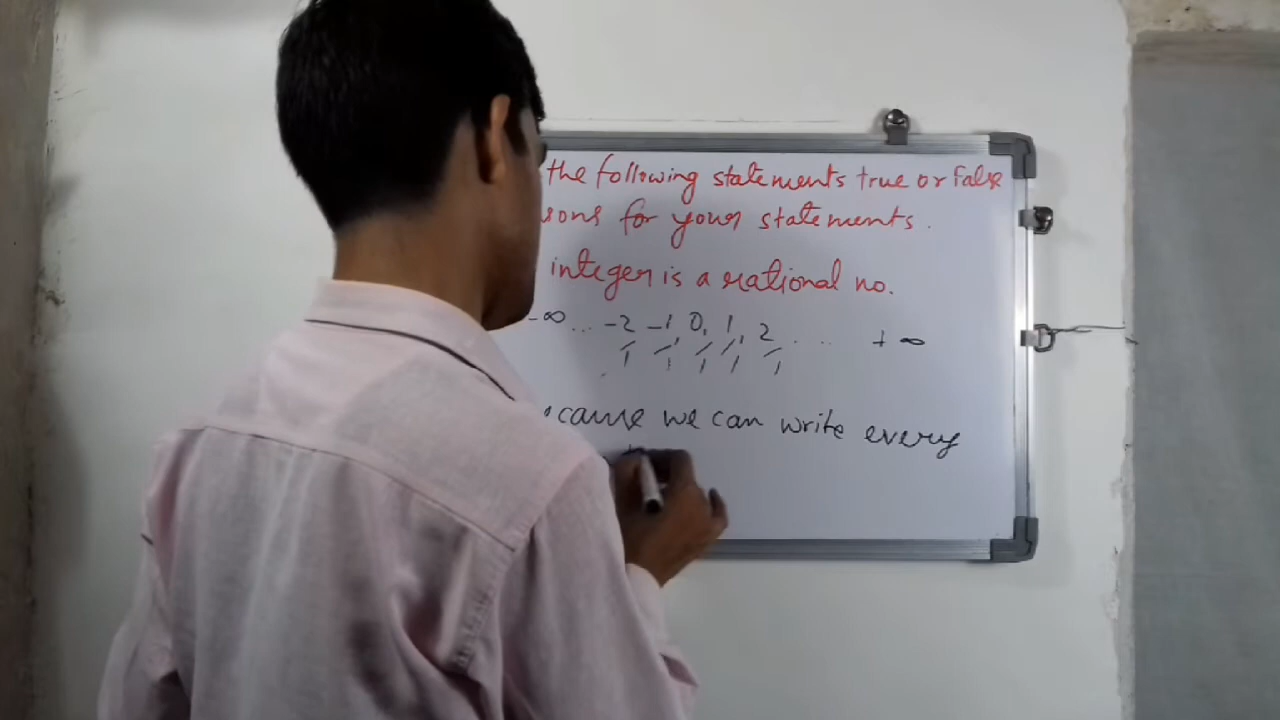 the following statements true or False
sons for your statements.
integer is a rational no.
-∞ ... -2 -1 0, 1, 2 .... +∞
/1 /1 /1 /1 /1
cause we can write every